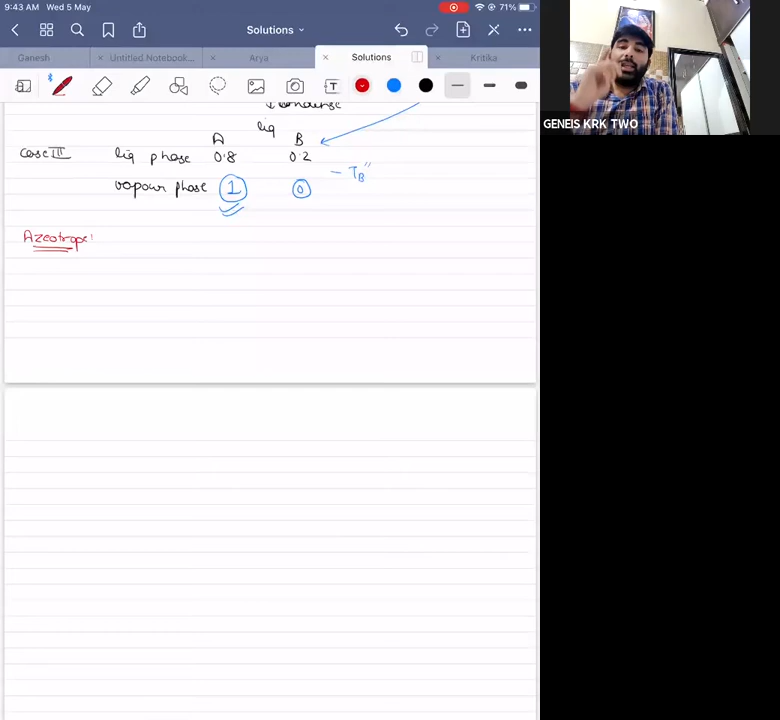 9:43 AM Wed 5 May
71%
Solutions
Ganesh
Untitled Notebook...
Arya
Solutions
Kritika
GENEIS KRK TWO
liq
A B
Case III liq phase 0.8 0.2
— TB"
vapour phase 1 0
Azeotrope: